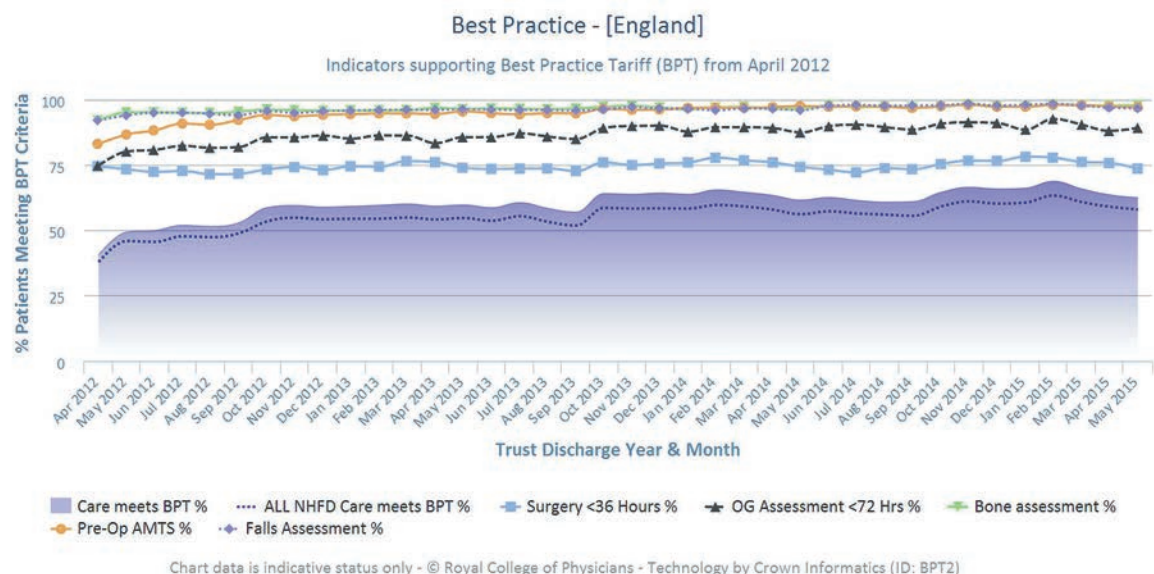 Best Practice - [England]
Indicators supporting Best Practice Tariff (BPT) from April 2012
% Patients Meeting BPT Criteria
100
75
50
25
0
Apr 2012
May 2012
Jun 2012
Jul 2012
Aug 2012
Sep 2012
Oct 2012
Nov 2012
Dec 2012
Jan 2013
Feb 2013
Mar 2013
Apr 2013
May 2013
Jun 2013
Jul 2013
Aug 2013
Sep 2013
Oct 2013
Nov 2013
Dec 2013
Jan 2014
Feb 2014
Mar 2014
Apr 2014
May 2014
Jun 2014
Jul 2014
Aug 2014
Sep 2014
Oct 2014
Nov 2014
Dec 2014
Jan 2015
Feb 2015
Mar 2015
Apr 2015
May 2015
Trust Discharge Year & Month
Care meets BPT % ALL NHFD Care meets BPT % Surgery <36 Hours % OG Assessment <72 Hrs % Bone assessment %
Pre-Op AMTS % Falls Assessment %
Chart data is indicative status only - © Royal College of Physicians - Technology by Crown Informatics (ID: BPT2)